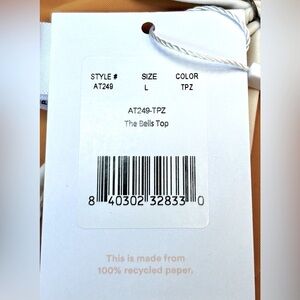 STYLE # SIZE COLOR
AT249 L TPZ
AT249-TPZ
The Bells Top
8 40302 32833 0
This is made from
100% recycled paper.